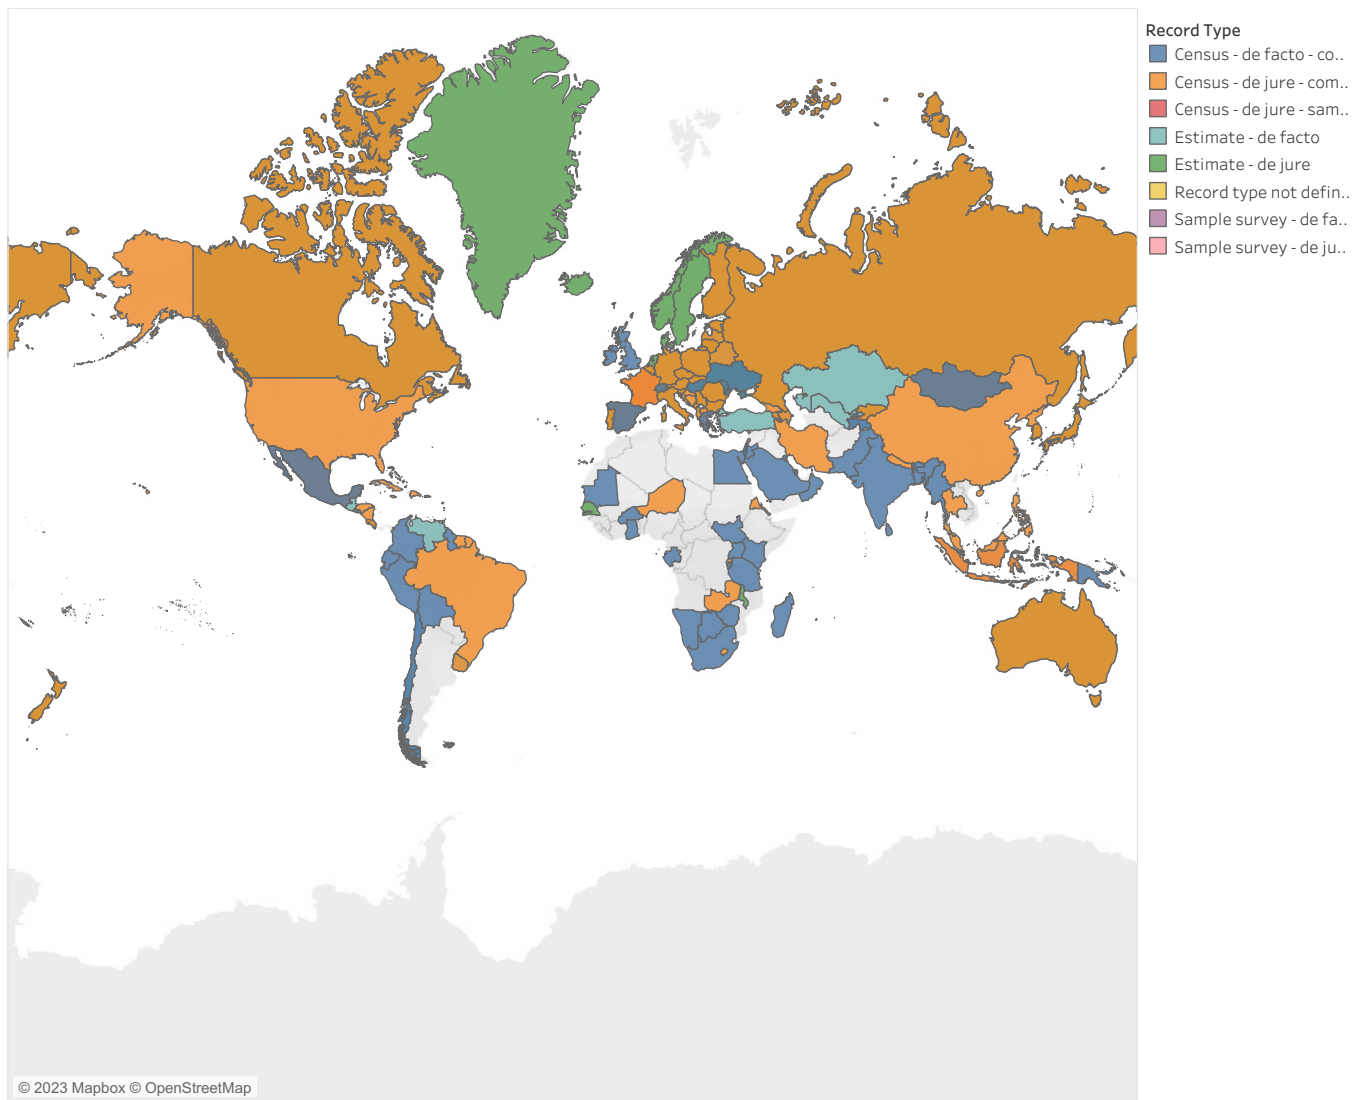 Record Type
Census - de facto - co..
Census - de jure - com..
Census - de jure - sam..
Estimate - de facto
Estimate - de jure
Record type not defin..
Sample survey - de fa..
Sample survey - de ju..
© 2023 Mapbox © OpenStreetMap